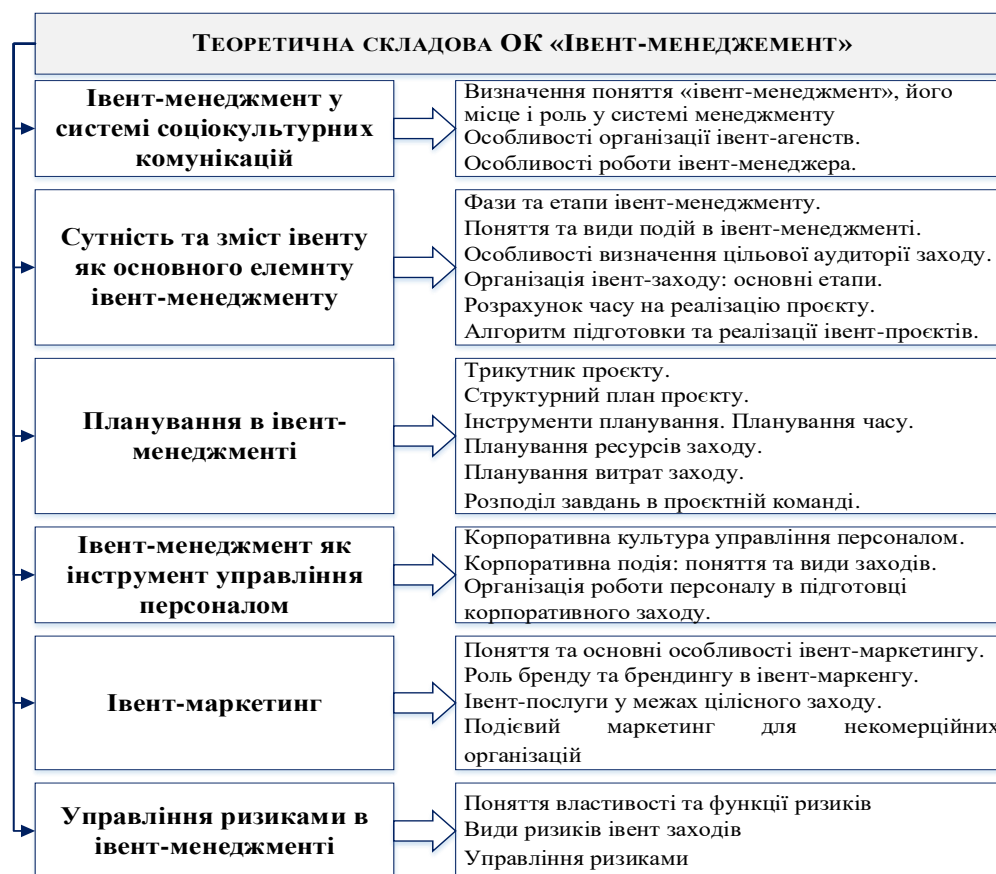 ТЕОРЕТИЧНА СКЛАДОВА ОК «ІВЕНТ-МЕНЕДЖЕМЕНТ»
Івент-менеджмент у
системі соціокультурних
комунікацій
Визначення поняття «івент-менеджмент», його
місце і роль у системі менеджменту
Особливості організації івент-агенств.
Особливості роботи івент-менеджера.
Сутність та зміст івенту
як основного елемнту
івент-менеджменту
Фази та етапи івент-менеджменту.
Поняття та види подій в івент-менеджменті.
Особливості визначення цільової аудиторії заходу.
Організація івент-заходу: основні етапи.
Розрахунок часу на реалізацію проєкту.
Алгоритм підготовки та реалізації івент-проєктів.
Планування в івент-
менеджменті
Трикутник проєкту.
Структурний план проєкту.
Інструменти планування. Планування часу.
Планування ресурсів заходу.
Планування витрат заходу.
Розподіл завдань в проєктній команді.
Івент-менеджмент як
інструмент управління
персоналом
Корпоративна культура управління персоналом.
Корпоративна подія: поняття та види заходів.
Організація роботи персоналу в підготовці
корпоративного заходу.
Івент-маркетинг
Поняття та основні особливості івент-маркетингу.
Роль бренду та брендингу в івент-маркенгу.
Івент-послуги у межах цілісного заходу.
Подієвий маркетинг для некомерційних
організацій
Управління ризиками в
івент-менеджменті
Поняття властивості та функції ризиків
Види ризиків івент заходів
Управління ризиками